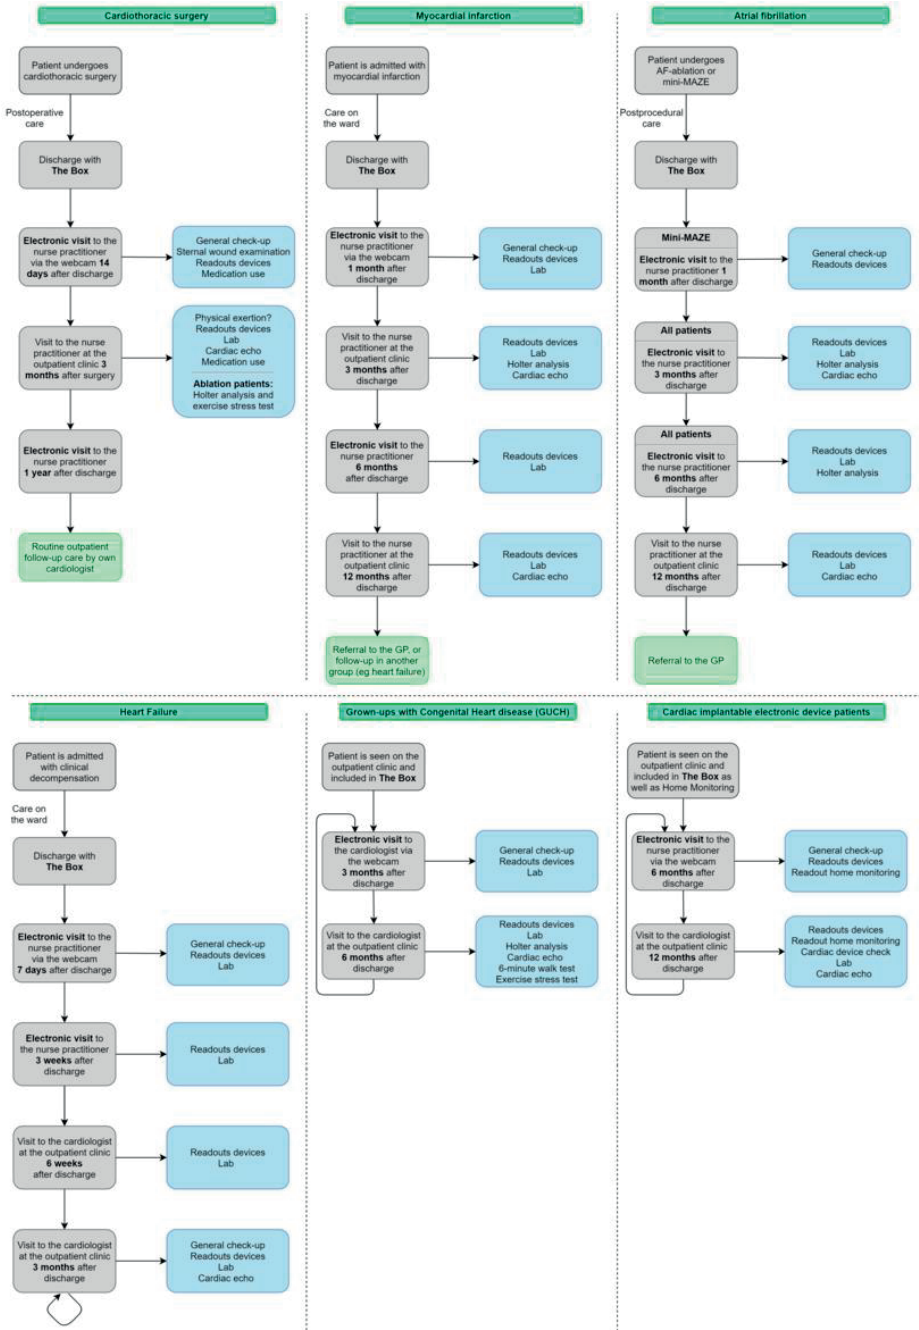 Cardiothoracic surgery
Patient undergoes
cardiothoracic surgery
Postoperative
care
Discharge with
The Box
Electronic visit to the
nurse practitioner
via the webcam 14
days after discharge
General check-up
Sternal wound examination
Readouts devices
Medication use
Visit to the nurse
practitioner at the
outpatient clinic 3
months after surgery
Physical exertion?
Readouts devices
Lab
Cardiac echo
Medication use
Ablation patients:
Holter analysis and
exercise stress test
Electronic visit to the
nurse practitioner
1 year after discharge
Routine outpatient
follow-up care by own
cardiologist
Myocardial infarction
Patient is admitted with
myocardial infarction
Care on
the ward
Discharge with
The Box
Electronic visit to the
nurse practitioner
via the webcam
1 month after
discharge
General check-up
Readouts devices
Lab
Visit to the nurse
practitioner at the
outpatient clinic
3 months after
discharge
Readouts devices
Lab
Holter analysis
Cardiac echo
Electronic visit to the
nurse practitioner
6 months
after discharge
Readouts devices
Lab
Visit to the nurse
practitioner at the
outpatient clinic
12 months after
discharge
Readouts devices
Lab
Cardiac echo
Referral to the GP, or
follow-up in another
group (eg heart failure)
Atrial fibrillation
Patient undergoes
AF-ablation or
mini-MAZE
Postprocedural
care
Discharge with
The Box
Mini-MAZE
Electronic visit to the
nurse practitioner 1
month after discharge
General check-up
Readouts devices
All patients
Electronic visit to
the nurse practitioner
3 months after
discharge
Readouts devices
Lab
Holter analysis
Cardiac echo
All patients
Electronic visit to
the nurse practitioner
6 months after
discharge
Readouts devices
Lab
Holter analysis
Visit to the nurse
practitioner at the
outpatient clinic
12 months after
discharge
Readouts devices
Lab
Cardiac echo
Referral to the GP
Heart Failure
Patient is admitted
with clinical
decompensation
Care on
the ward
Discharge with
The Box
Electronic visit to the
nurse practitioner
via the webcam
7 days after discharge
General check-up
Readouts devices
Lab
Electronic visit to
the nurse practitioner
3 weeks after
discharge
Readouts devices
Lab
Visit to the cardiologist
at the outpatient clinic
6 weeks
after discharge
Readouts devices
Lab
Visit to the cardiologist
at the outpatient clinic
3 months after
discharge
General check-up
Readouts devices
Lab
Cardiac echo
Grown-ups with Congenital Heart disease (GUCH)
Patient is seen on the
outpatient clinic and
included in The Box
Electronic visit to
the cardiologist via
the webcam
3 months after
discharge
General check-up
Readouts devices
Lab
Visit to the cardiologist
at the outpatient clinic
6 months after
discharge
Readouts devices
Lab
Holter analysis
Cardiac echo
6-minute walk test
Exercise stress test
Cardiac implantable electronic device patients
Patient is seen on the
outpatient clinic and
included in The Box as
well as Home Monitoring
Electronic visit to the
nurse practitioner
via the webcam
6 months after
discharge
General check-up
Readouts devices
Readout home monitoring
Visit to the cardiologist
at the outpatient clinic
12 months after
discharge
Readouts devices
Readout home monitoring
Cardiac device check
Lab
Cardiac echo